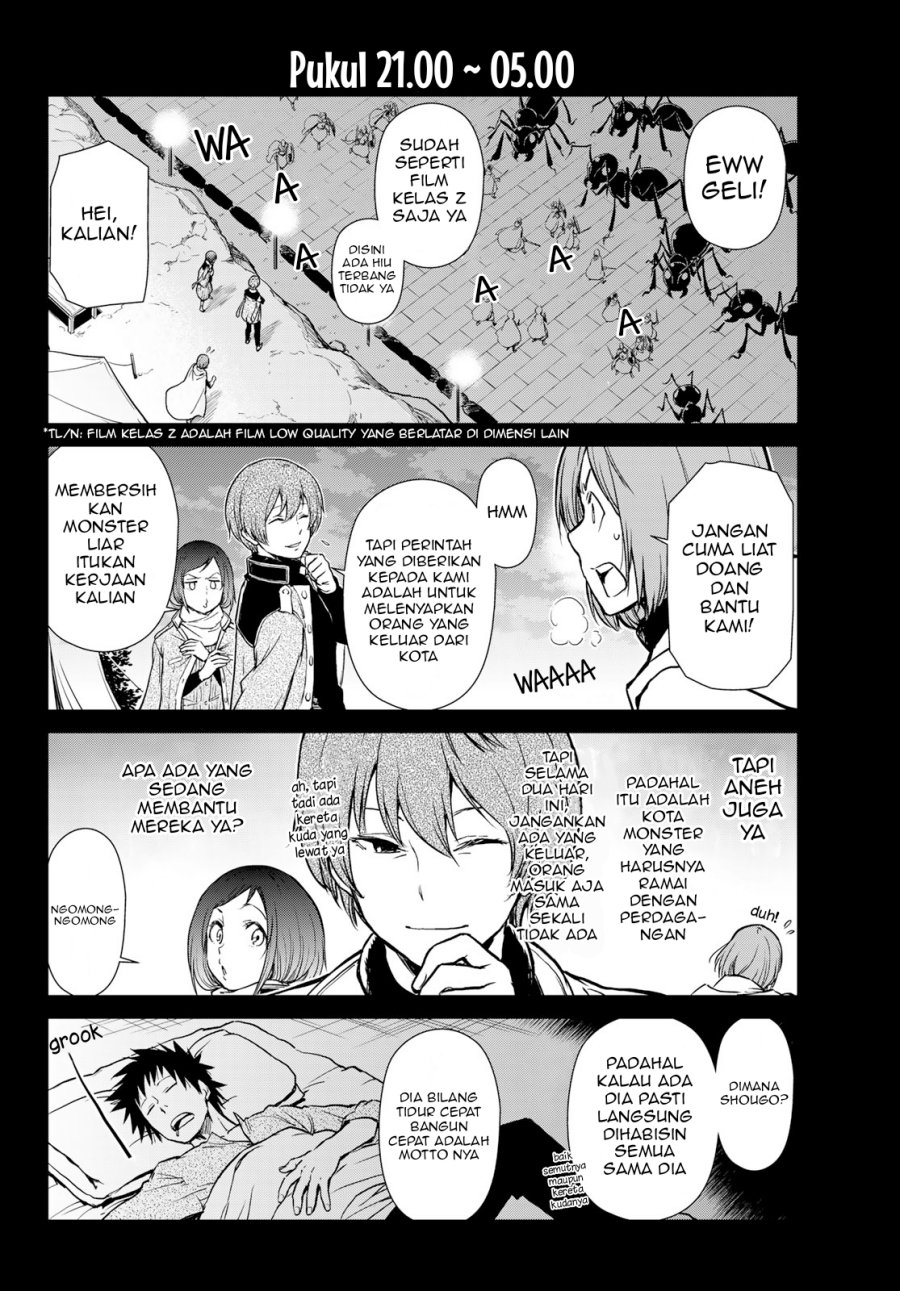 Pukul 21.00 ~ 05.00
EWW
GELI!
SUDAH
SEPERTI
FILM
KELAS Z
SAJA YA
DISINI
ADA HIU
TERBANG
TIDAK YA
WA
A
A
A
A
A
HEI,
KALIAN!
*TL/N: FILM KELAS Z ADALAH FILM LOW QUALITY YANG BERLATAR DI DIMENSI LAIN
JANGAN
CUMA LIAT
DOANG
DAN
BANTU
KAMI!
WAAAA
HMM
TAPI PERINTAH
YANG DIBERIKAN
KEPADA KAMI
ADALAH UNTUK
MELENYAPKAN
ORANG YANG
KELUAR DARI
KOTA
MEMBERSIH
KAN
MONSTER
LIAR
ITUKAN
KERJAAN
KALIAN
TAPI
ANEH
JUGA
YA
PADAHAL
ITU ADALAH
KOTA
MONSTER
YANG
HARUSNYA
RAMAI
DENGAN
PERDAGA-
NGAN
duh!
TAPI
SELAMA
DUA HARI
INI,
JANGANKAN
ADA YANG
KELUAR,
ORANG
MASUK AJA
SAMA
SEKALI
TIDAK ADA
ah, tapi
tadi ada
kereta
kuda yang
lewat ya
APA ADA YANG
SEDANG
MEMBANTU
MEREKA YA?
NGOMONG-
NGOMONG
DIMANA
SHOUGO?
PADAHAL
KALAU ADA
DIA PASTI
LANGSUNG
DIHABISIN
SEMUA
SAMA DIA
baik
semutnya
maupun
kereta
kudanya
DIA BILANG
TIDUR CEPAT
BANGUN
CEPAT ADALAH
MOTTO NYA
grook